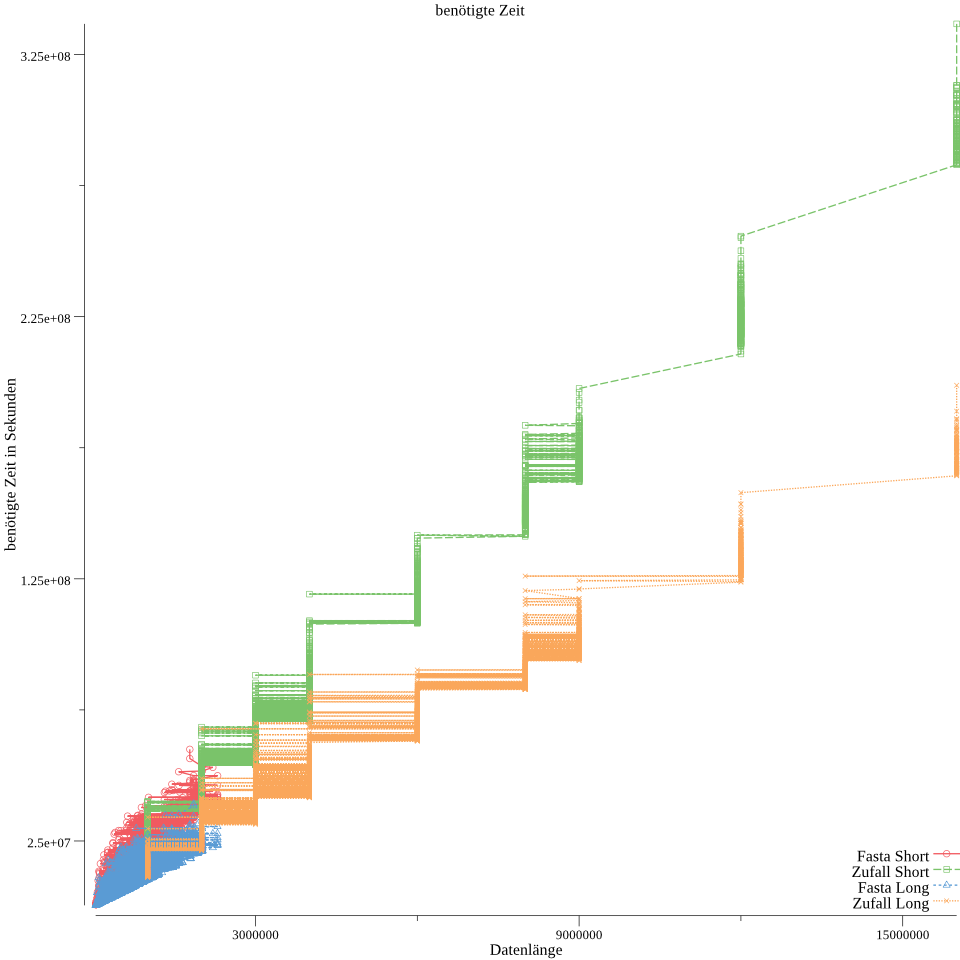 benötigte Zeit
3.25e+08
2.25e+08
1.25e+08
2.5e+07
benötigte Zeit in Sekunden
3000000
9000000
15000000
Datenlänge
Fasta Short
Zufall Short
Fasta Long
Zufall Long